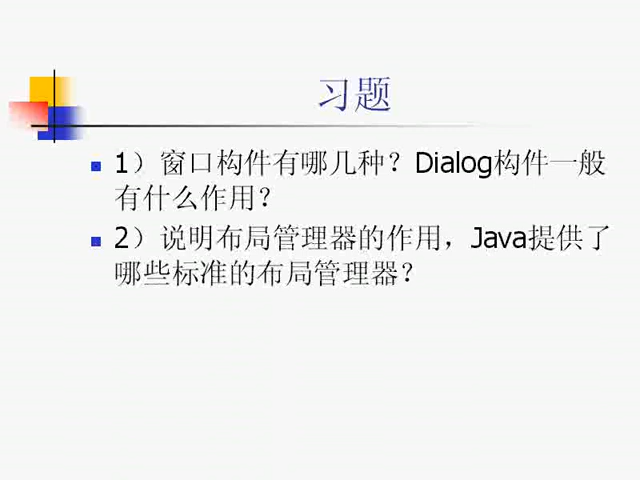 习题
1）窗口构件有哪几种？Dialog构件一般
有什么作用？
2）说明布局管理器的作用，Java提供了
哪些标准的布局管理器？